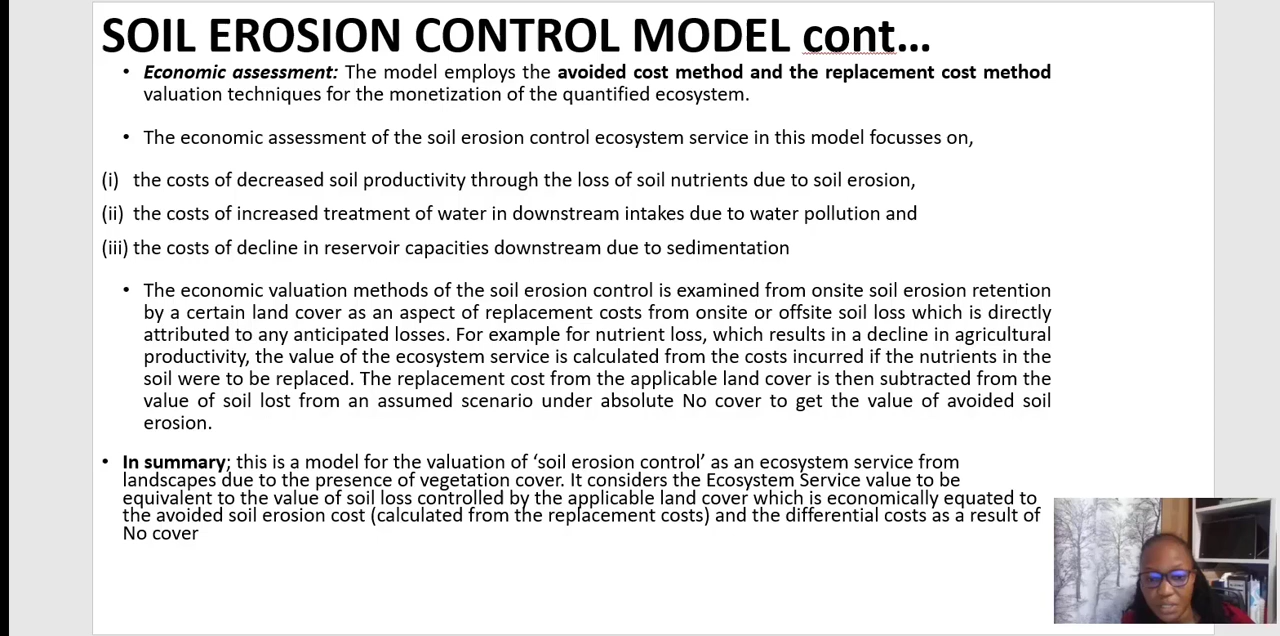 SOIL EROSION CONTROL MODEL cont...
• Economic assessment: The model employs the avoided cost method and the replacement cost method
valuation techniques for the monetization of the quantified ecosystem.
• The economic assessment of the soil erosion control ecosystem service in this model focusses on,
(i) the costs of decreased soil productivity through the loss of soil nutrients due to soil erosion,
(ii) the costs of increased treatment of water in downstream intakes due to water pollution and
(iii) the costs of decline in reservoir capacities downstream due to sedimentation
• The economic valuation methods of the soil erosion control is examined from onsite soil erosion retention
by a certain land cover as an aspect of replacement costs from onsite or offsite soil loss which is directly
attributed to any anticipated losses. For example for nutrient loss, which results in a decline in agricultural
productivity, the value of the ecosystem service is calculated from the costs incurred if the nutrients in the
soil were to be replaced. The replacement cost from the applicable land cover is then subtracted from the
value of soil lost from an assumed scenario under absolute No cover to get the value of avoided soil
erosion.
• In summary; this is a model for the valuation of ‘soil erosion control’ as an ecosystem service from
landscapes due to the presence of vegetation cover. It considers the Ecosystem Service value to be
equivalent to the value of soil loss controlled by the applicable land cover which is economically equated to
the avoided soil erosion cost (calculated from the replacement costs) and the differential costs as a result of
No cover